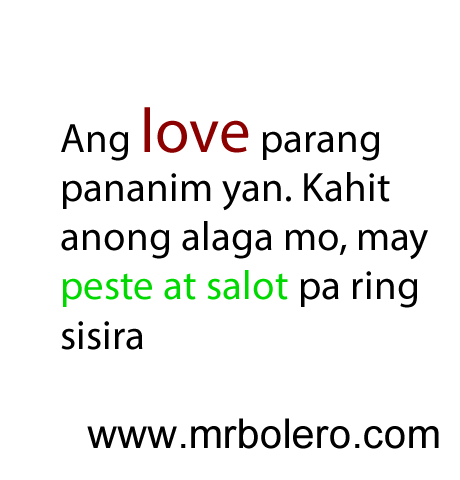 Ang love parang
pananim yan. Kahit
anong alaga mo, may
peste at salot pa ring
sisira
www.mrbolero.com